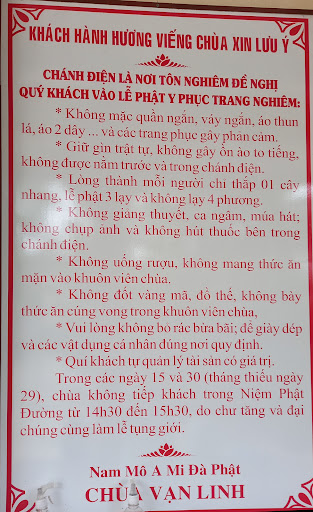 KHÁCH HÀNH HƯƠNG VIẾNG CHÙA XIN LƯU Ý
CHÁNH ĐIỆN LÀ NƠI TÔN NGHIÊM ĐỀ NGHỊ
QUÝ KHÁCH VÀO LỄ PHẬT Y PHỤC TRANG NGHIÊM:
* Không mặc quần ngắn, váy ngắn, áo thun
lá, áo 2 dây ... và các trang phục gây phản cảm.
* Giữ gìn trật tự, không gây ồn ào to tiếng,
không được nằm trước và trong chánh điện.
* Lòng thành mỗi người chỉ thắp 01 cây
nhang, lễ phật 3 lạy và không lạy 4 phương.
* Không giảng thuyết, ca ngâm, múa hát;
không chụp ảnh và không hút thuốc bên trong
chánh điện.
* Không uống rượu, không mang thức ăn
mặn vào khuôn viên chùa.
* Không đốt vàng mã, đồ thế, không bày
thức ăn cúng vong trong khuôn viên chùa,
* Vui lòng không bỏ rác bừa bãi; để giày dép
và các vật dụng cá nhân đúng nơi quy định.
* Quí khách tự quản lý tài sản có giá trị.
Trong các ngày 15 và 30 (tháng thiếu ngày
29), chùa không tiếp khách trong Niệm Phật
Đường từ 14h30 đến 15h30, do chư tăng và đại
chúng cùng làm lễ tụng giới.
Nam Mô A Mi Đà Phật
CHÙA VẠN LINH